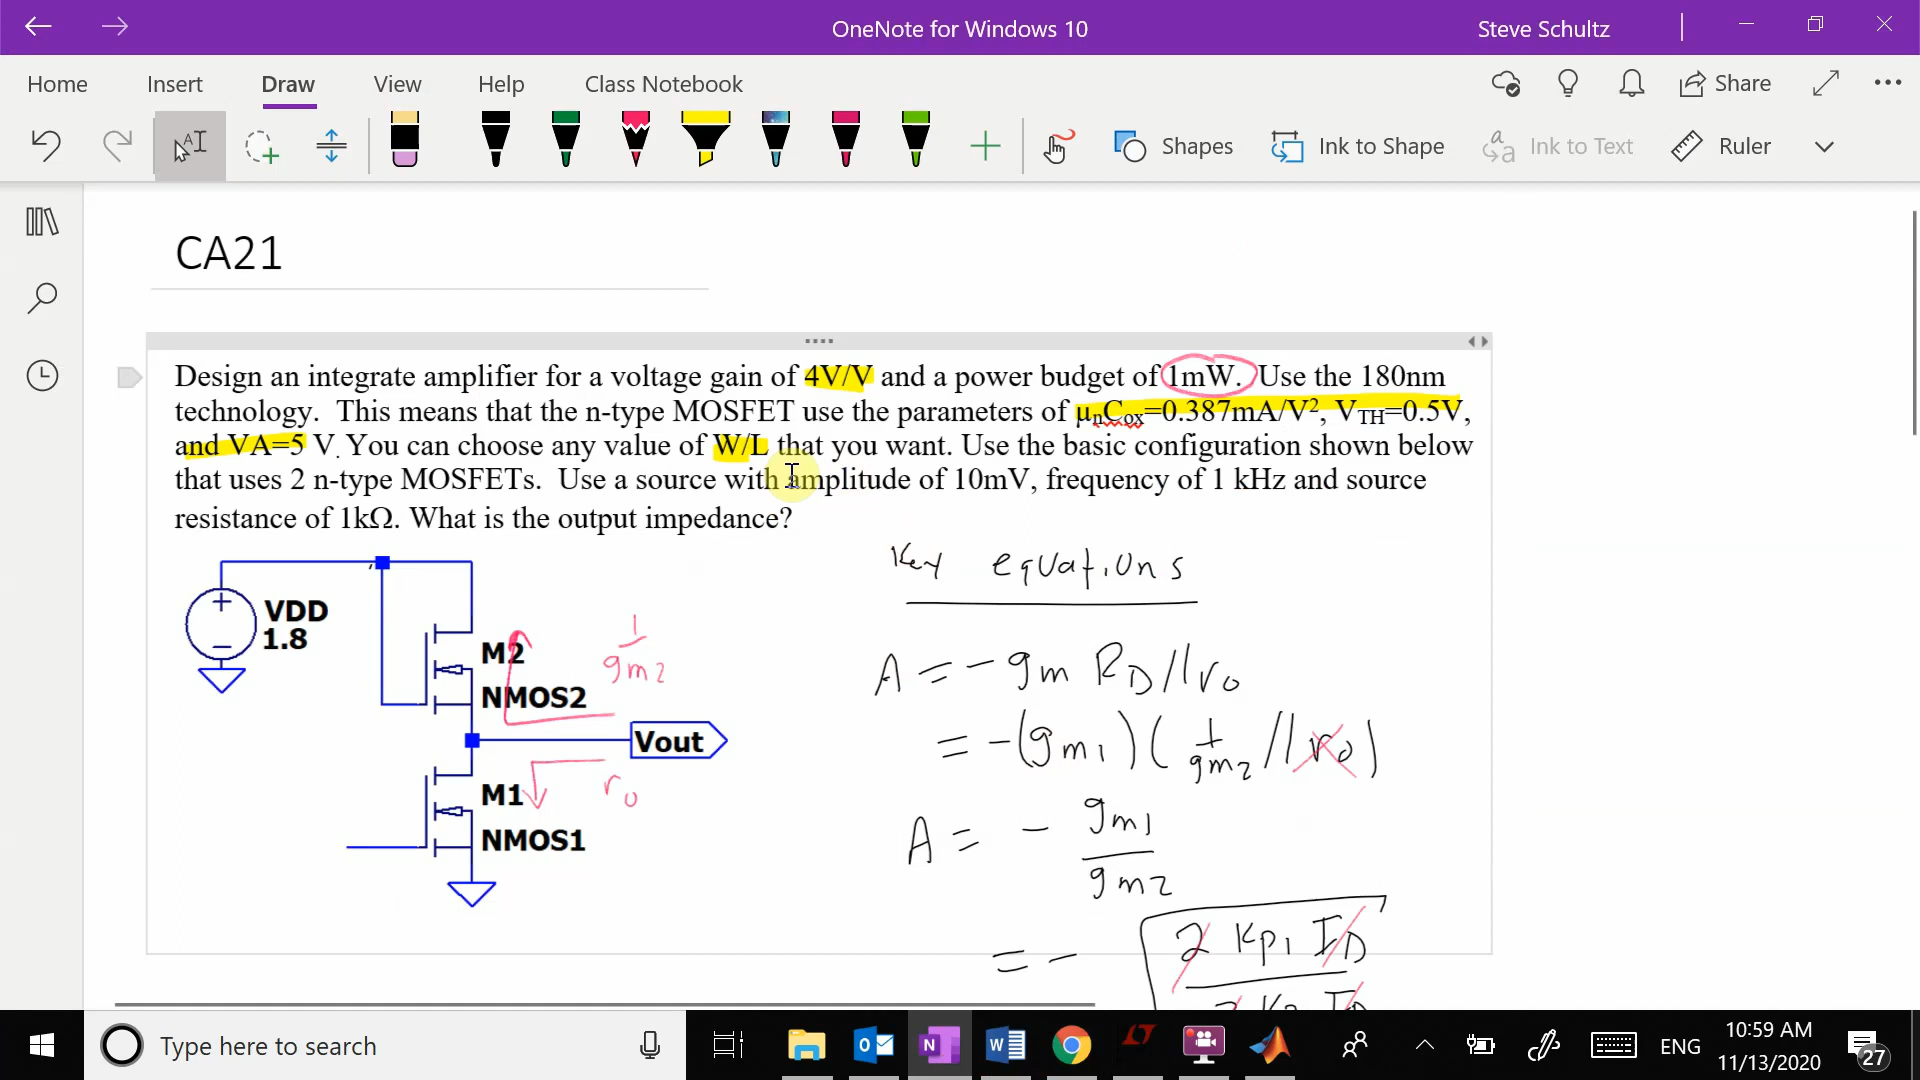 OneNote for Windows 10
Steve Schultz
Home Insert Draw View Help Class Notebook
Share
Shapes Ink to Shape Ink to Text Ruler
CA21
Design an integrate amplifier for a voltage gain of 4V/V and a power budget of 1mW. Use the 180nm
technology. This means that the n-type MOSFET use the parameters of μnCox=0.387mA/V², VTH=0.5V,
and VA=5 V. You can choose any value of W/L that you want. Use the basic configuration shown below
that uses 2 n-type MOSFETs. Use a source with amplitude of 10mV, frequency of 1 kHz and source
resistance of 1kΩ. What is the output impedance?
Key equations
VDD
1.8
M2
NMOS2
1/gm2
Vout
M1
NMOS1
ro
A = - gm RD // ro
= -(gm1)(1/gm2 // ro)
A = - gm1/gm2
= - 2 Kp1 ID
Type here to search
ENG
10:59 AM
11/13/2020
27